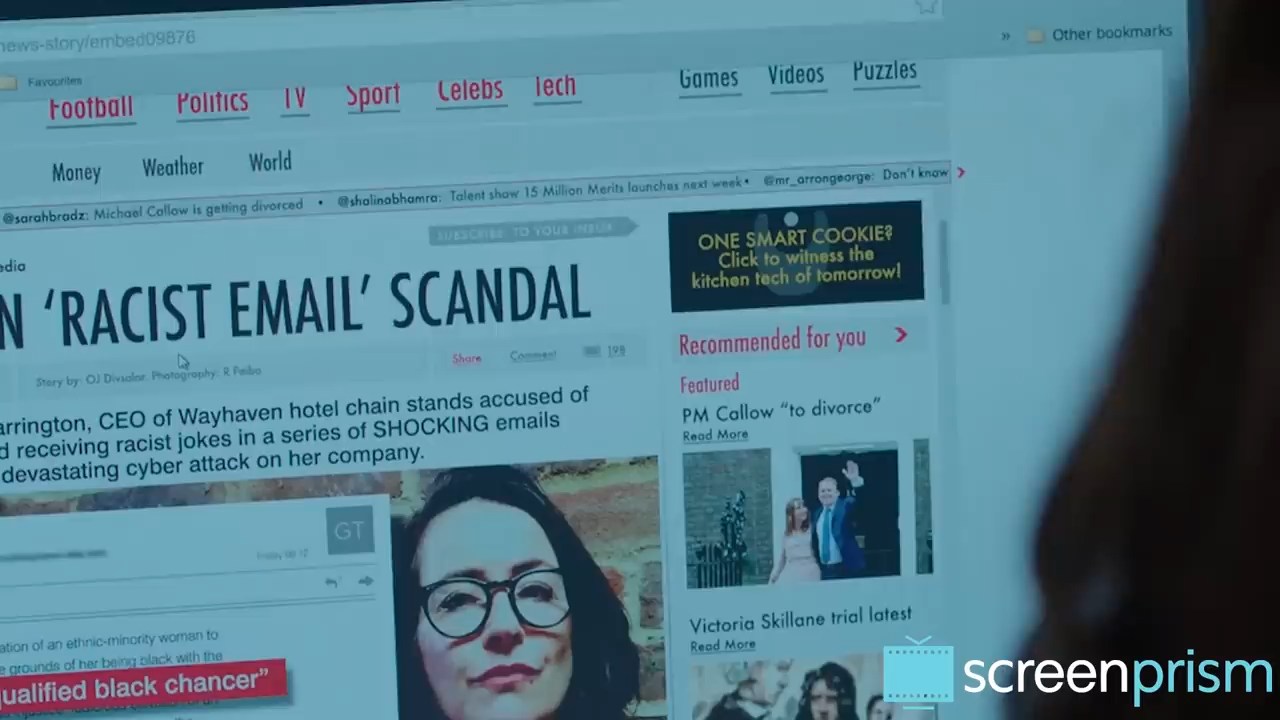 news-story/embed09876
» Other bookmarks
Favourites
Football Politics TV Sport Celebs Tech Games Videos Puzzles
Money Weather World
@sarahbradz: Michael Callow is getting divorced • @shalinabhamra: Talent show 15 Million Merits launches next week • @mr_arrongeorge: Don't know
SUBSCRIBE TO YOUR INBOX
edia
N 'RACIST EMAIL' SCANDAL
Story by: OJ Divsalar. Photography: R Paiba
Share Comment 198
arrington, CEO of Wayhaven hotel chain stands accused of
d receiving racist jokes in a series of SHOCKING emails
devastating cyber attack on her company.
GT
ation of an ethnic-minority woman to
e grounds of her being black with the
qualified black chancer"
ONE SMART COOKIE?
Click to witness the
kitchen tech of tomorrow!
Recommended for you
Featured
PM Callow "to divorce"
Read More
Victoria Skillane trial latest
Read More
screenprism